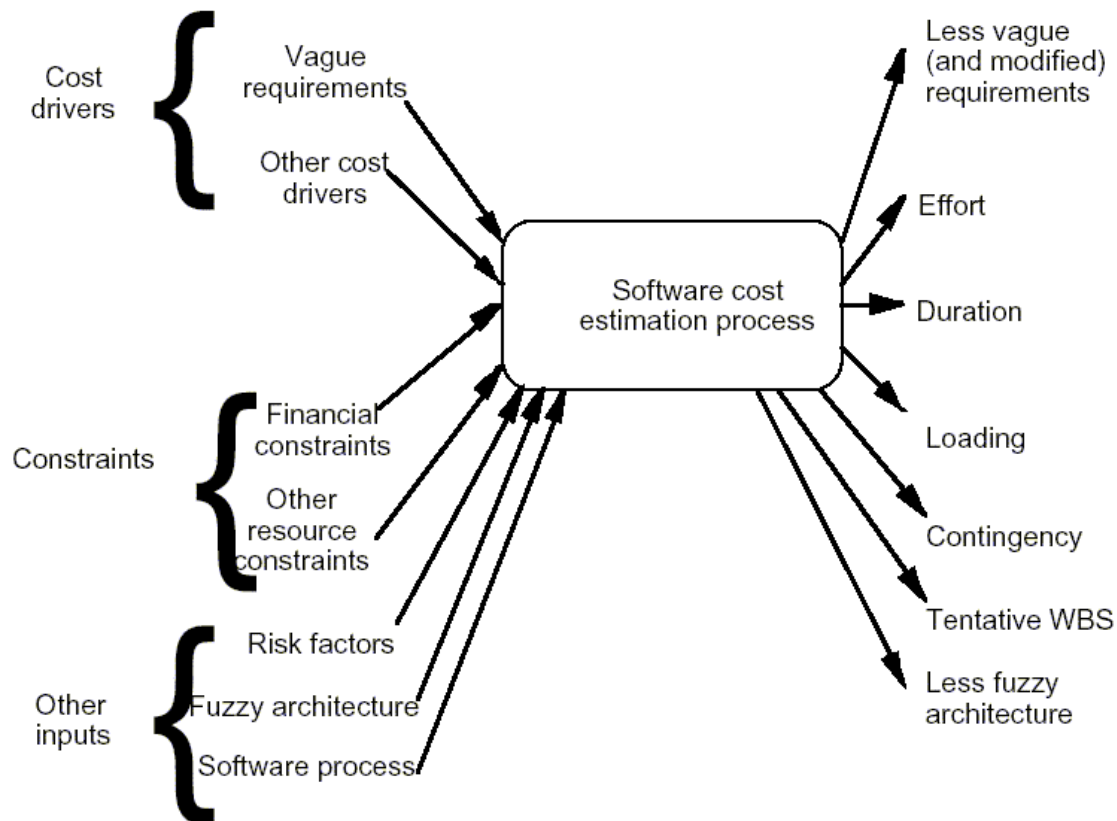 Cost
drivers
Vague
requirements
Other cost
drivers
Constraints
Financial
constraints
Other
resource
constraints
Other
inputs
Risk factors
Fuzzy architecture
Software process
Software cost
estimation process
Less vague
(and modified)
requirements
Effort
Duration
Loading
Contingency
Tentative WBS
Less fuzzy
architecture